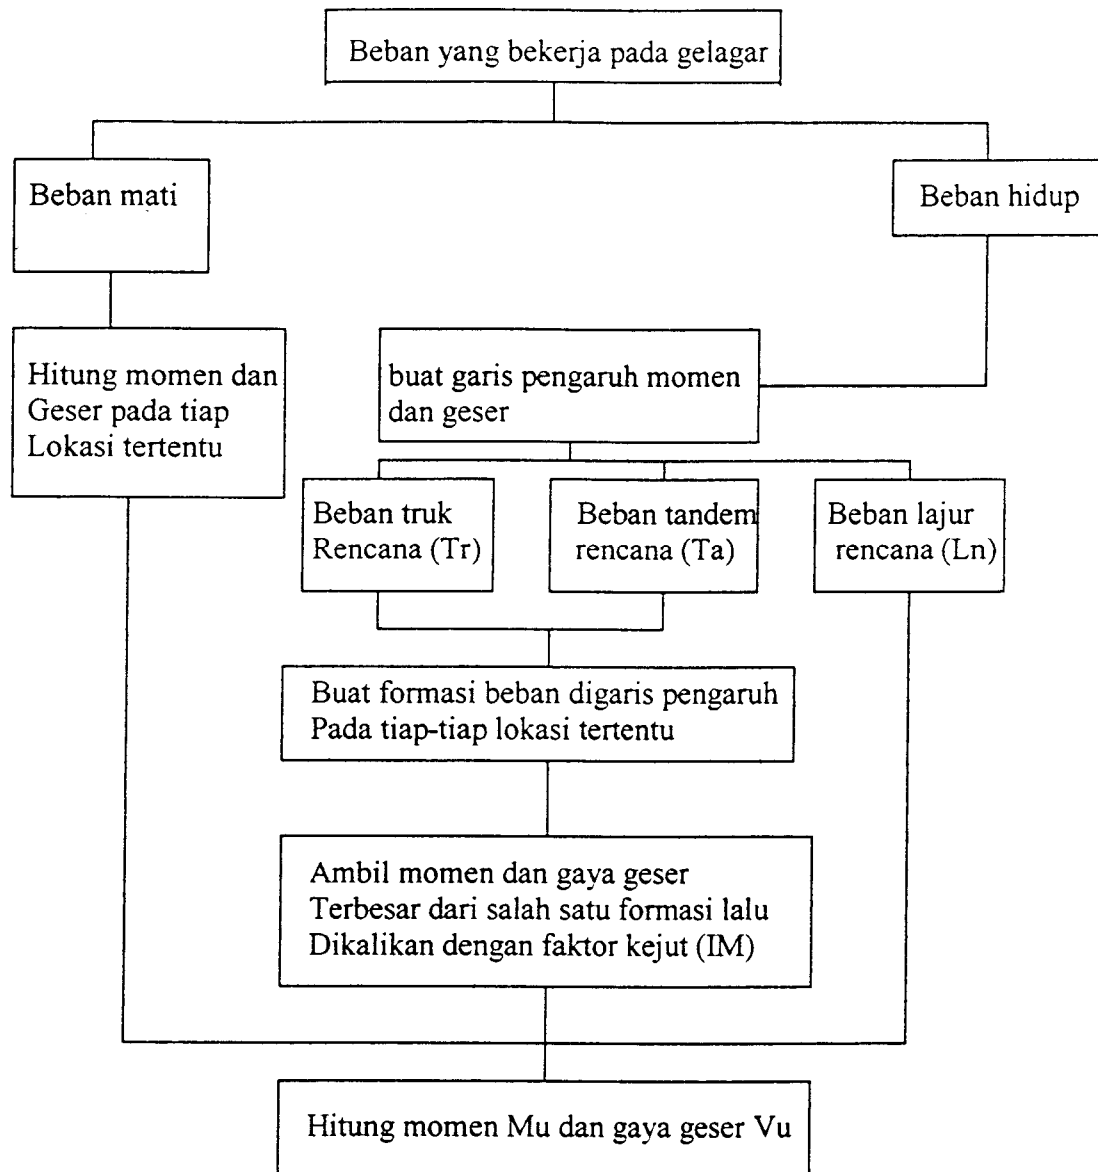 Beban yang bekerja pada gelagar
Beban mati
Beban hidup
Hitung momen dan
Geser pada tiap
Lokasi tertentu
buat garis pengaruh momen
dan geser
Beban truk
Rencana (Tr)
Beban tandem
rencana (Ta)
Beban lajur
rencana (Ln)
Buat formasi beban digaris pengaruh
Pada tiap-tiap lokasi tertentu
Ambil momen dan gaya geser
Terbesar dari salah satu formasi lalu
Dikalikan dengan faktor kejut (IM)
Hitung momen Mu dan gaya geser Vu